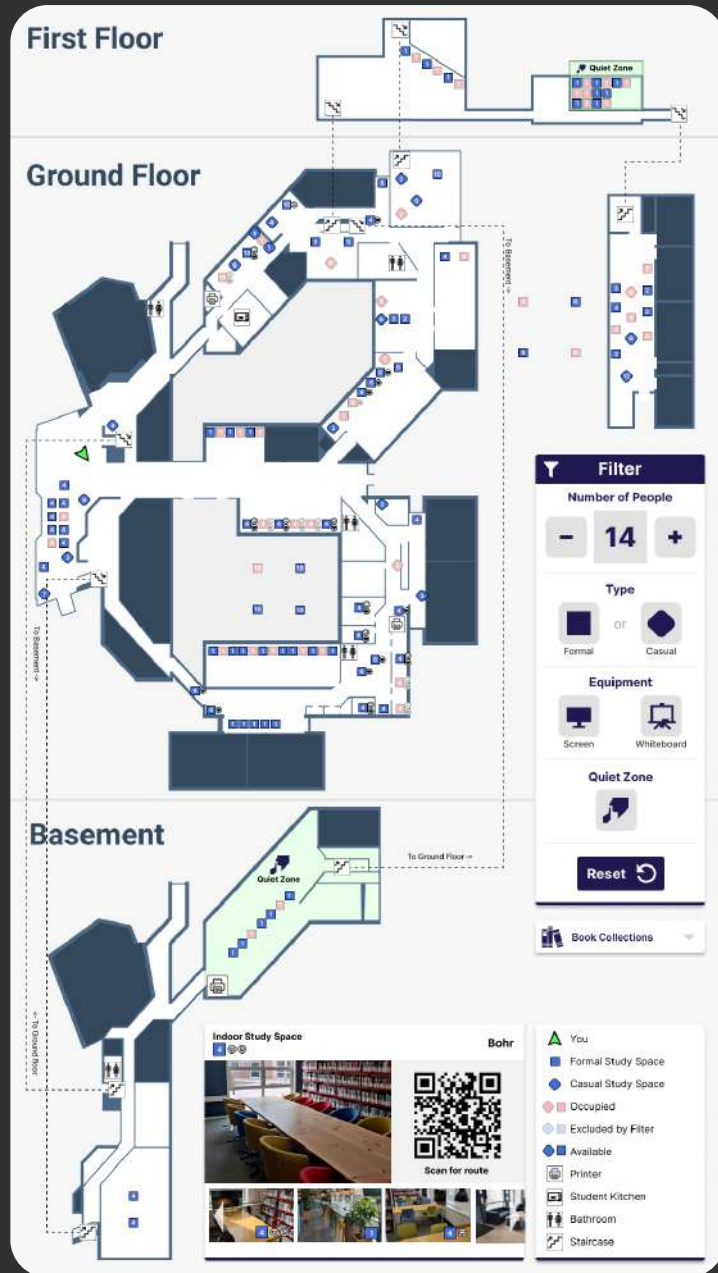 First Floor
Quiet Zone
Ground Floor
To Basement ->
To Basement ->
Filter
Number of People
14
Type
or
Formal
Casual
Equipment
Screen
Whiteboard
Quiet Zone
Reset
Basement
To Ground Floor ->
Quiet Zone
Book Collections
<- To Ground floor
Indoor Study Space
4
Bohr
Scan for route
You
Formal Study Space
Casual Study Space
Occupied
Excluded by Filter
Available
Printer
Student Kitchen
Bathroom
Staircase